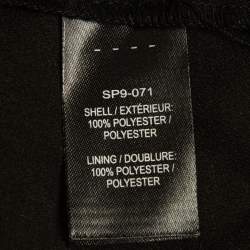 - - - -
SP9-071
SHELL / EXTÉRIEUR:
100% POLYESTER /
POLYESTER
LINING / DOUBLURE:
100% POLYESTER /
POLYESTER